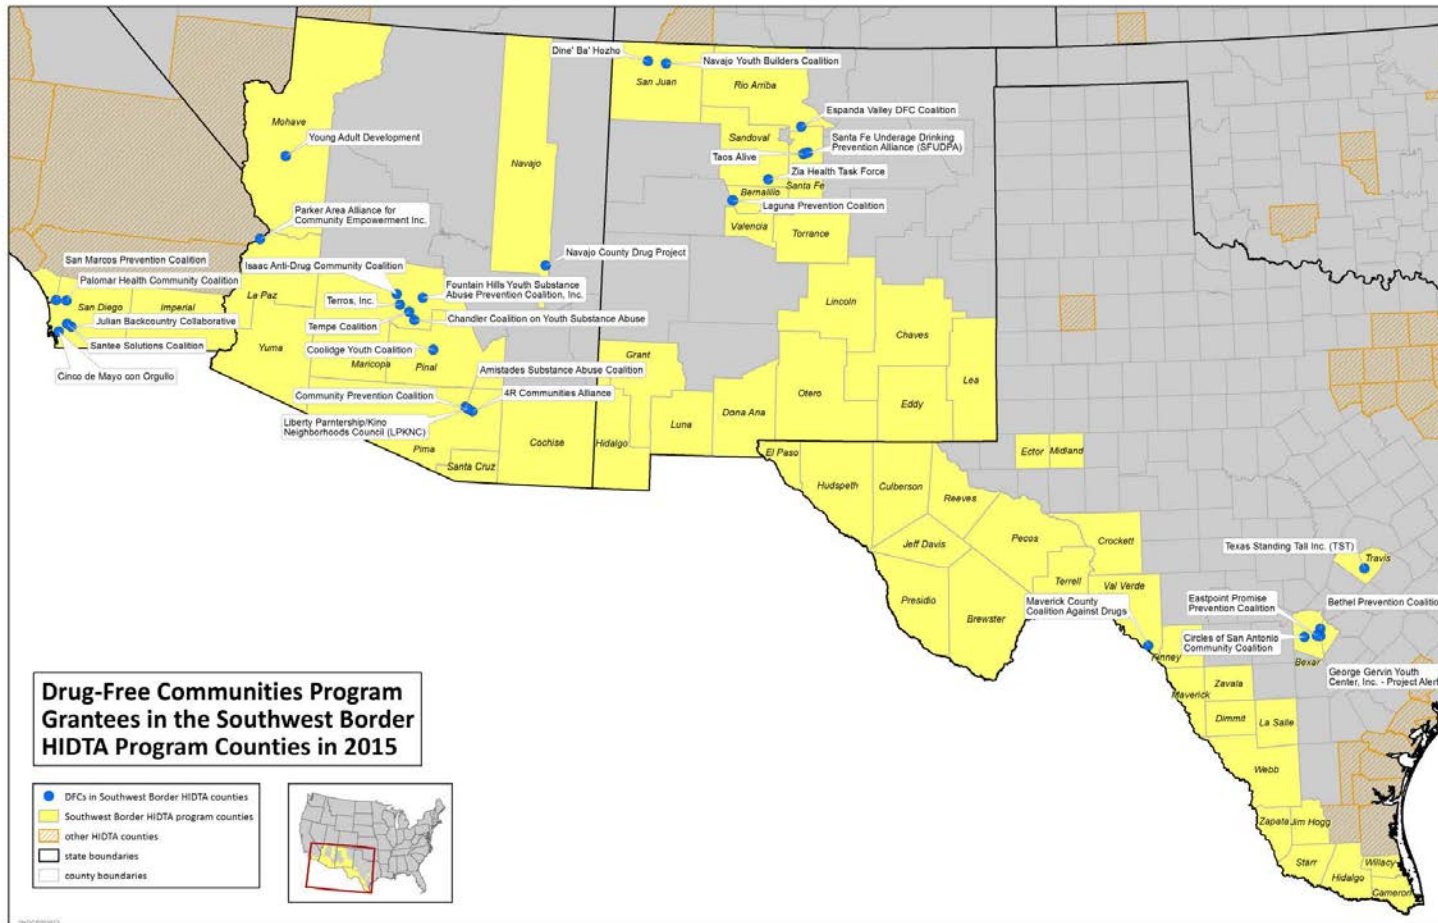 Dine' Ba' Hozho
Navajo Youth Builders Coalition
San Juan
Rio Arriba
Espanda Valley DFC Coalition
Mohave
Sandoval
Santa Fe Underage Drinking
Prevention Alliance (SFUDPA)
Young Adult Development
Navajo
Taos Alive
Zia Health Task Force
Bernalillo
Santa Fe
Laguna Prevention Coalition
Parker Area Alliance for
Community Empowerment Inc.
Valencia
Torrance
Navajo County Drug Project
San Marcos Prevention Coalition
Isaac Anti-Drug Community Coalition
Palomar Health Community Coalition
Fountain Hills Youth Substance
Abuse Prevention Coalition, Inc.
San Diego
Imperial
La Paz
Terros, Inc.
Lincoln
Julian Backcountry Collaborative
Tempe Coalition
Chandler Coalition on Youth Substance Abuse
Chaves
Santee Solutions Coalition
Yuma
Coolidge Youth Coalition
Grant
Maricopa
Pinal
Amistades Substance Abuse Coalition
Cinco de Mayo con Orgullo
Lea
Community Prevention Coalition
4R Communities Alliance
Otero
Eddy
Liberty Parntership/Kino
Neighborhoods Council (LPKNC)
Luna
Dona Ana
Pima
Cochise
Hidalgo
Santa Cruz
El Paso
Ector
Midland
Hudspeth
Culberson
Reeves
Jeff Davis
Pecos
Crockett
Texas Standing Tall Inc. (TST)
Travis
Terrell
Val Verde
Presidio
Brewster
Maverick County
Coalition Against Drugs
Eastpoint Promise
Prevention Coalition
Bethel Prevention Coalitio
Circles of San Antonio
Community Coalition
Kinney
Bexar
George Gervin Youth
Center, Inc. - Project Alert
Maverick
Zavala
Dimmit
La Salle
Webb
Zapata
Jim Hogg
Starr
Hidalgo
Willacy
Cameron
Drug-Free Communities Program
Grantees in the Southwest Border
HIDTA Program Counties in 2015
DFCs in Southwest Border HIDTA counties
Southwest Border HIDTA program counties
other HIDTA counties
state boundaries
county boundaries